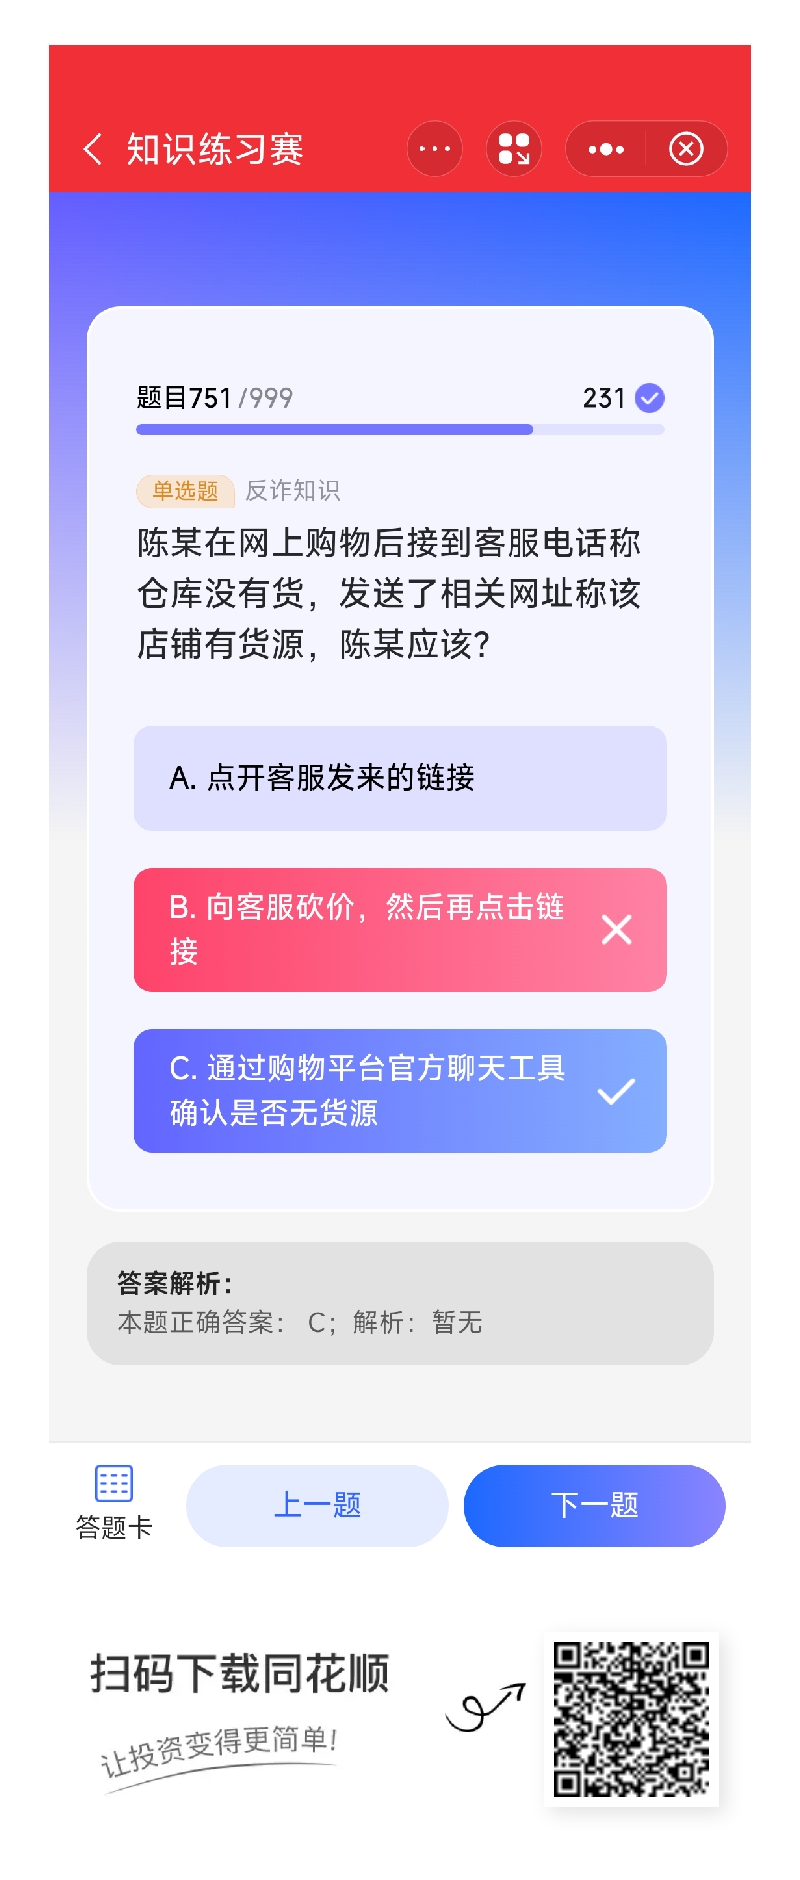 知识练习赛
题目751/999 231
单选题 反诈知识
陈某在网上购物后接到客服电话称
仓库没有货，发送了相关网址称该
店铺有货源，陈某应该？
A. 点开客服发来的链接
B. 向客服砍价，然后再点击链
接
C. 通过购物平台官方聊天工具
确认是否无货源
答案解析：
本题正确答案： C；解析：暂无
答题卡
上一题
下一题
扫码下载同花顺
让投资变得更简单！